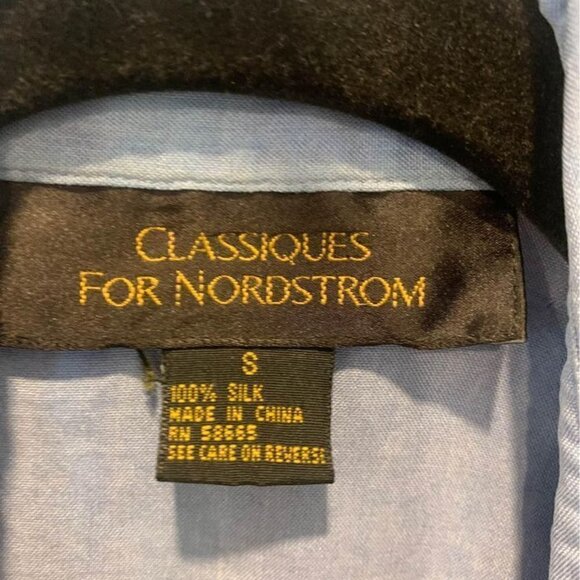 CLASSIQUES
FOR NORDSTROM
S
100% SILK
MADE IN CHINA
RN 58665
SEE CARE ON REVERSE